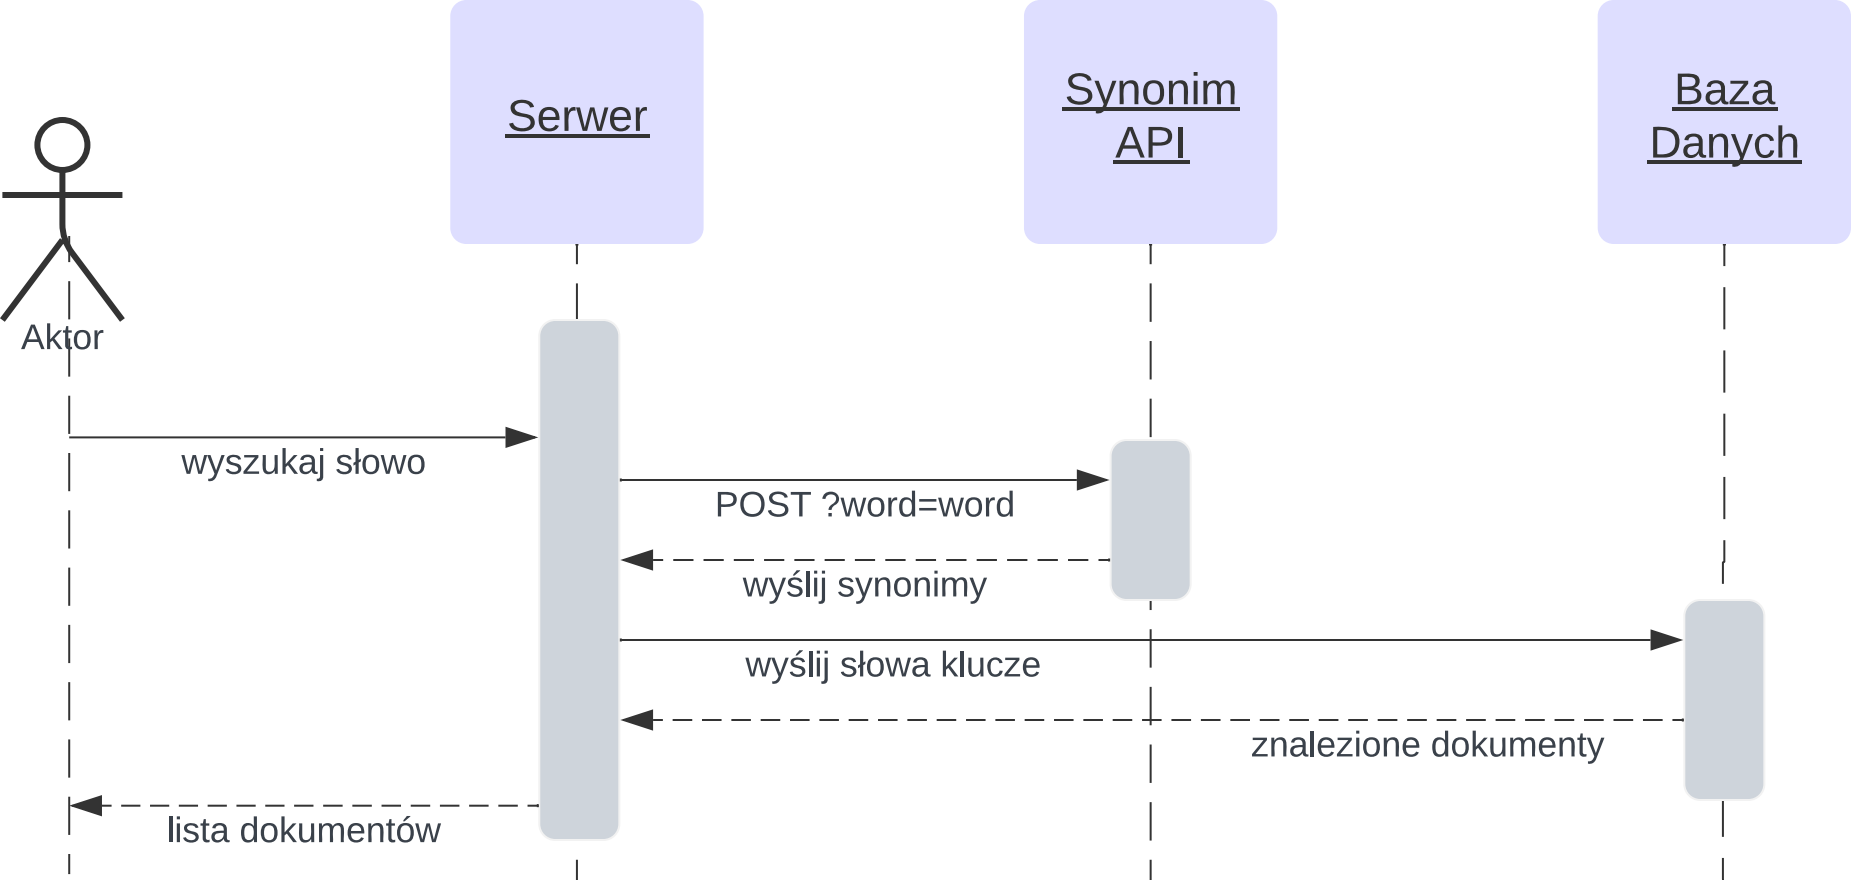 Serwer
Synonim
API
Baza
Danych
Aktor
wyszukaj słowo
POST ?word=word
wyślij synonimy
wyślij słowa klucze
znalezione dokumenty
lista dokumentów